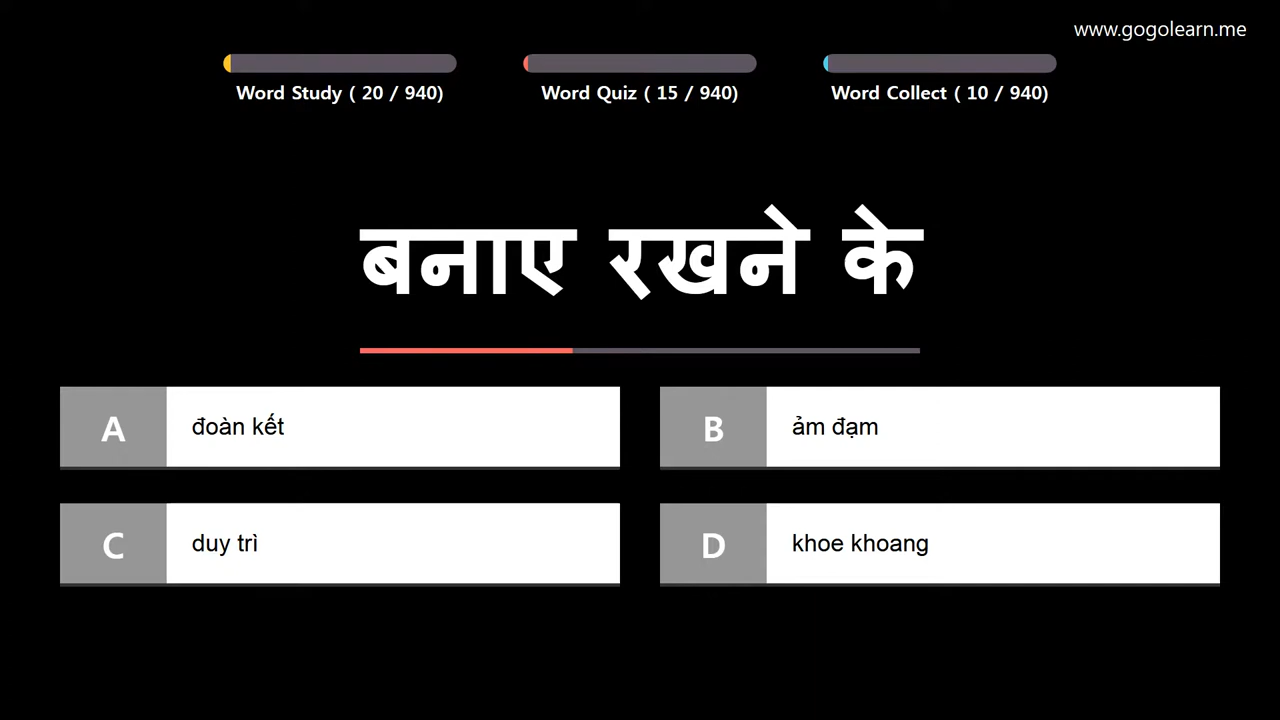 www.gogolearn.me
Word Study ( 20 / 940)
Word Quiz ( 15 / 940)
Word Collect ( 10 / 940)
बनाए रखने के
A
đoàn kết
B
ảm đạm
C
duy trì
D
khoe khoang